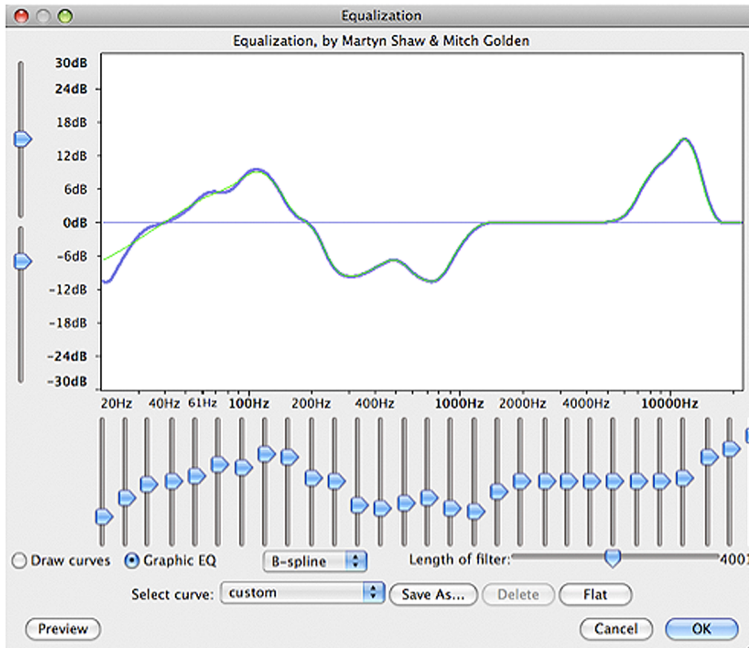 Equalization
Equalization, by Martyn Shaw & Mitch Golden
30dB
24dB
18dB
12dB
6dB
0dB
-6dB
-12dB
-18dB
-24dB
-30dB
20Hz 40Hz 61Hz 100Hz 200Hz 400Hz 1000Hz 2000Hz 4000Hz 10000Hz
Draw curves Graphic EQ B-spline Length of filter: 4001
Select curve: custom Save As... Delete Flat
Preview Cancel OK